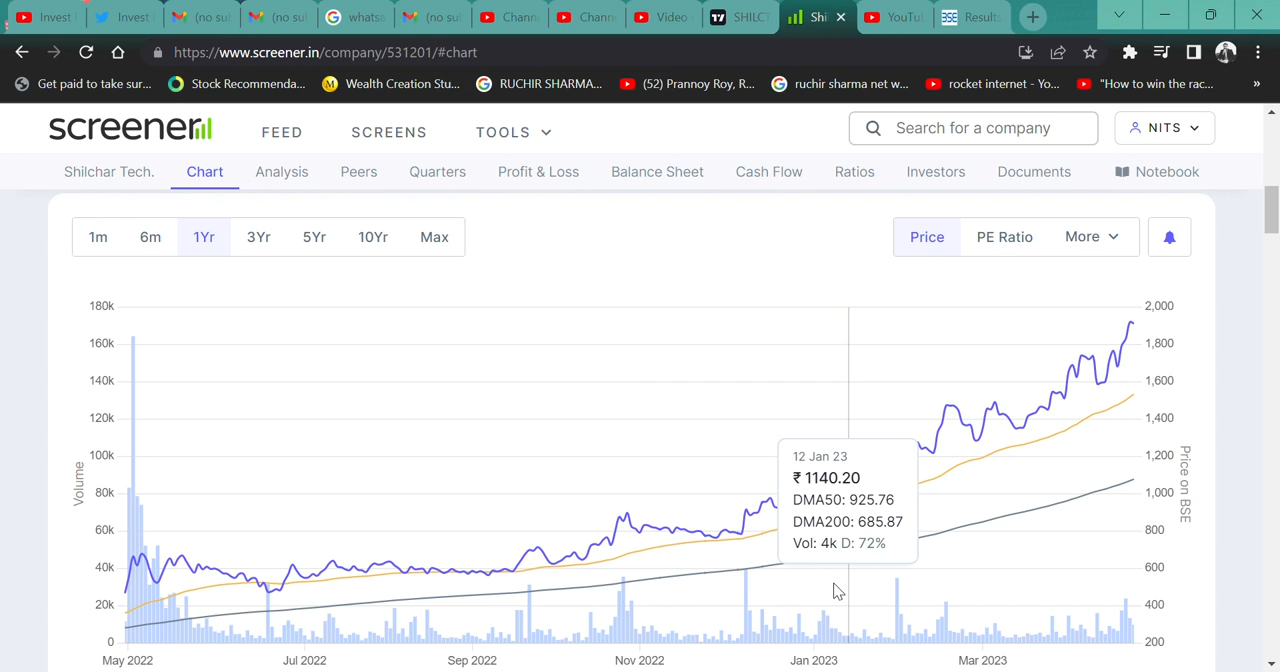 Invest
Invest
(no su
(no su
whatsa
(no su
Chann
Chann
Video
SHILCT
Shil
YouTu
BSE Results
https://www.screener.in/company/531201/#chart
Get paid to take sur...
Stock Recommenda...
M Wealth Creation Stu...
RUCHIR SHARMA...
(52) Prannoy Roy, R...
ruchir sharma net w...
rocket internet - Yo...
"How to win the rac...
»
screener
FEED
SCREENS
TOOLS
Search for a company
NITS
Shilchar Tech.
Chart
Analysis
Peers
Quarters
Profit & Loss
Balance Sheet
Cash Flow
Ratios
Investors
Documents
Notebook
1m
6m
1Yr
3Yr
5Yr
10Yr
Max
Price
PE Ratio
More
180k
160k
140k
120k
100k
80k
60k
40k
20k
0
Volume
2,000
1,800
1,600
1,400
1,200
1,000
800
600
400
200
Price on BSE
12 Jan 23
₹ 1140.20
DMA50: 925.76
DMA200: 685.87
Vol: 4k D: 72%
May 2022
Jul 2022
Sep 2022
Nov 2022
Jan 2023
Mar 2023